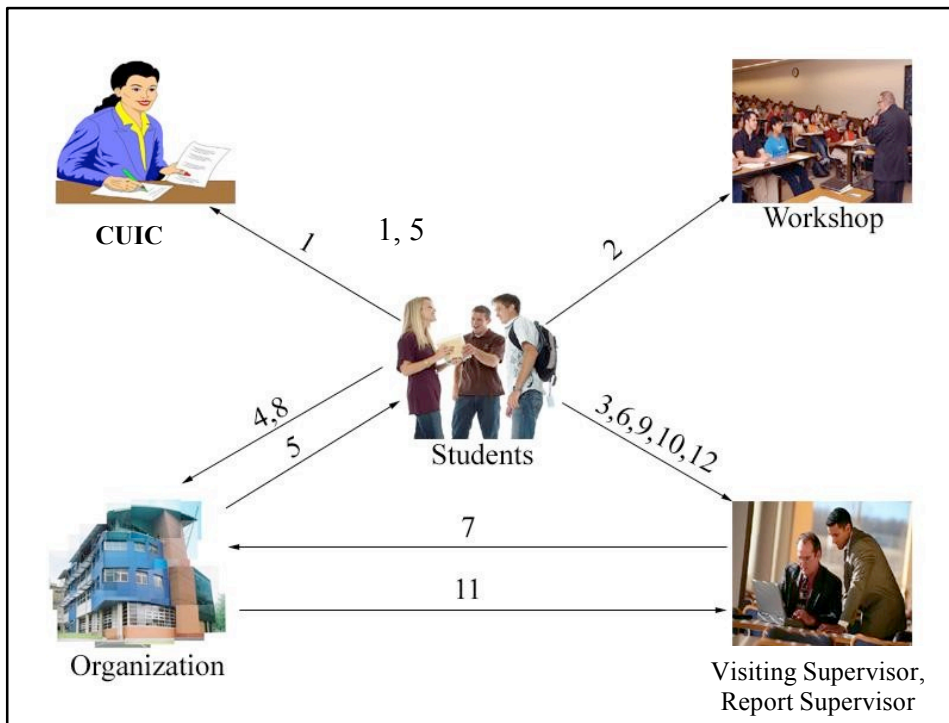 CUIC
1
1, 5
2
Workshop
Students
4,8
5
3,6,9,10,12
7
11
Organization
Visiting Supervisor,
Report Supervisor